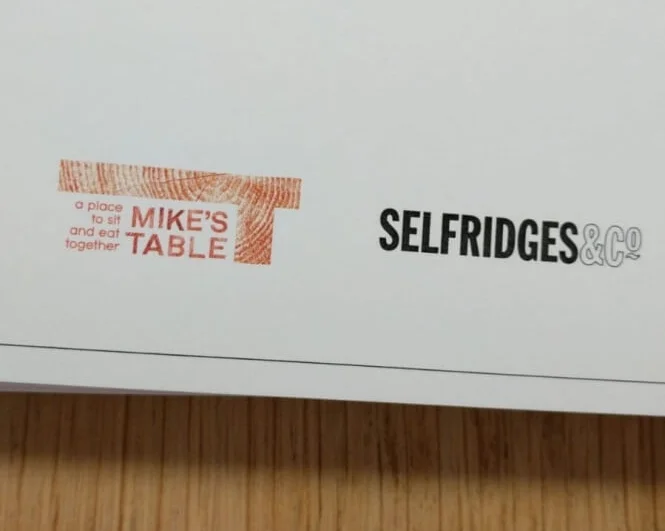 a place
to sit
and eat
together
MIKE'S
TABLE
SELFRIDGES&Cº